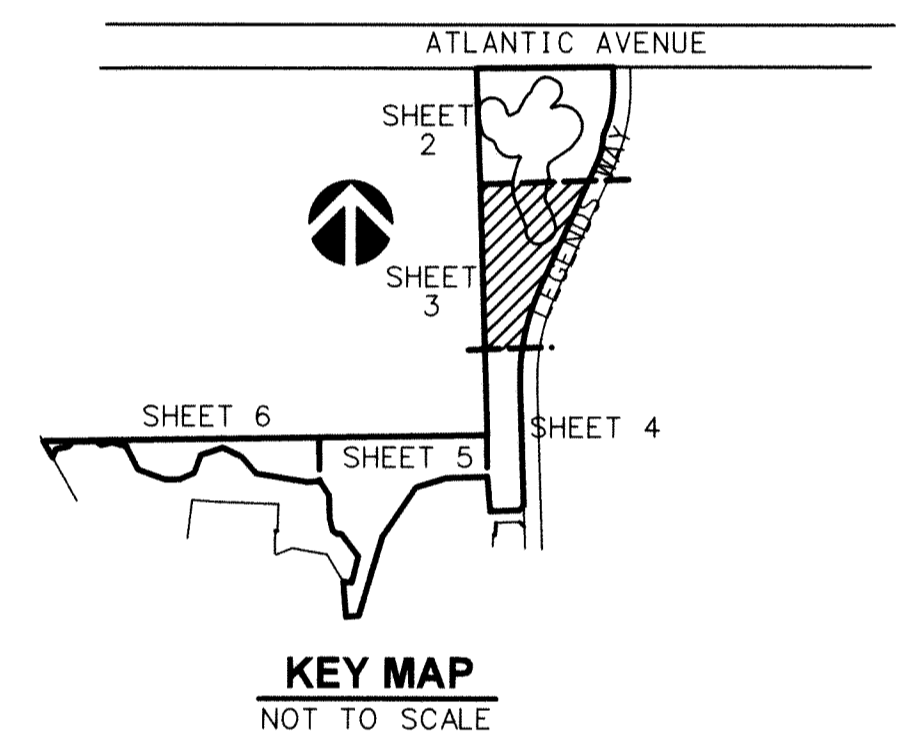 ATLANTIC AVENUE
SHEET
2
LEGENDS WAY
SHEET
3
SHEET 6
SHEET 4
SHEET 5
KEY MAP
NOT TO SCALE